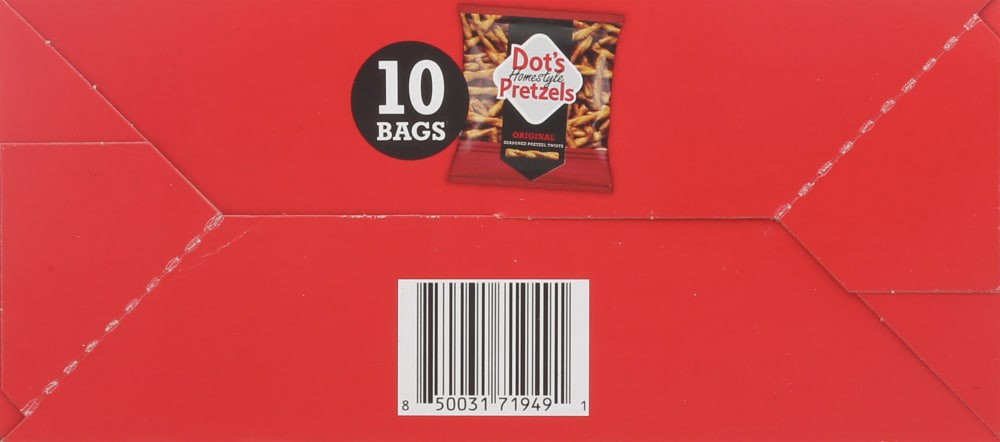 10
BAGS
Dot's
Homestyle
Pretzels
ORIGINAL
SEASONED PRETZEL TWISTS
8 50031 71949 1